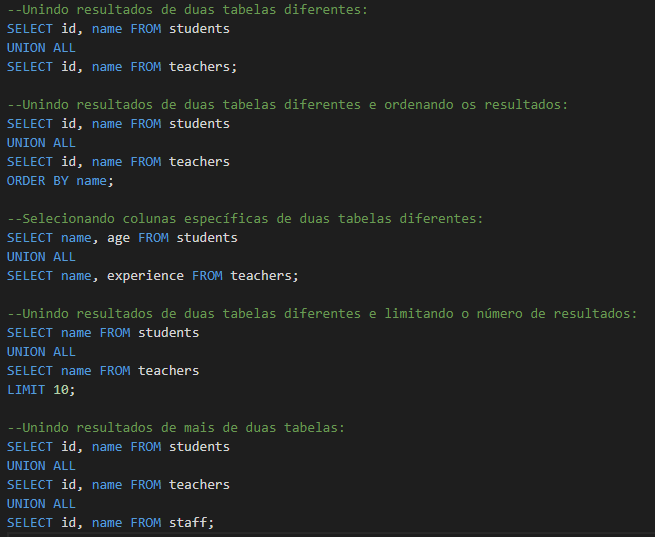 --Unindo resultados de duas tabelas diferentes:
SELECT id, name FROM students
UNION ALL
SELECT id, name FROM teachers;
--Unindo resultados de duas tabelas diferentes e ordenando os resultados:
SELECT id, name FROM students
UNION ALL
SELECT id, name FROM teachers
ORDER BY name;
--Selecionando colunas específicas de duas tabelas diferentes:
SELECT name, age FROM students
UNION ALL
SELECT name, experience FROM teachers;
--Unindo resultados de duas tabelas diferentes e limitando o número de resultados:
SELECT name FROM students
UNION ALL
SELECT name FROM teachers
LIMIT 10;
--Unindo resultados de mais de duas tabelas:
SELECT id, name FROM students
UNION ALL
SELECT id, name FROM teachers
UNION ALL
SELECT id, name FROM staff;